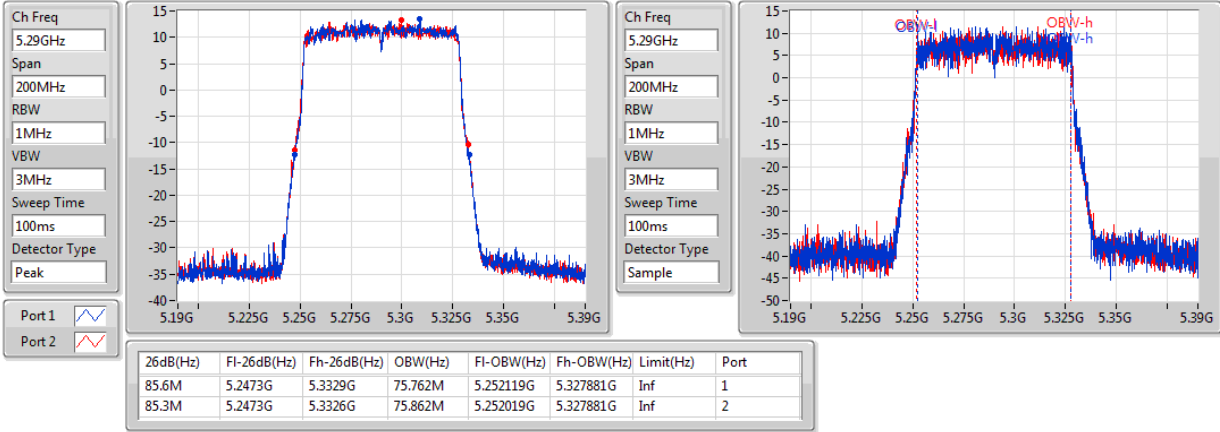 Ch Freq
5.29GHz
Span
200MHz
RBW
1MHz
VBW
3MHz
Sweep Time
100ms
Detector Type
Peak
Port 1
Port 2
15
10
5
0
-5
-10
-15
-20
-25
-30
-35
-40
5.19G 5.225G 5.25G 5.275G 5.3G 5.325G 5.39G
Ch Freq
5.29GHz
Span
200MHz
RBW
1MHz
VBW
3MHz
Sweep Time
100ms
Detector Type
Sample
15
10
5
0
-5
-10
-15
-20
-25
-30
-35
-40
-45
-50
OBW-l
OBW-h
OBW-h
5.19G 5.225G 5.25G 5.275G 5.3G 5.325G 5.39G
26dB(Hz) Fl-26dB(Hz) Fh-26dB(Hz) OBW(Hz) Fl-OBW(Hz) Fh-OBW(Hz) Limit(Hz) Port
85.6M 5.2473G 5.3329G 75.762M 5.252119G 5.327881G Inf 1
85.3M 5.2473G 5.3326G 75.862M 5.252019G 5.327881G Inf 2